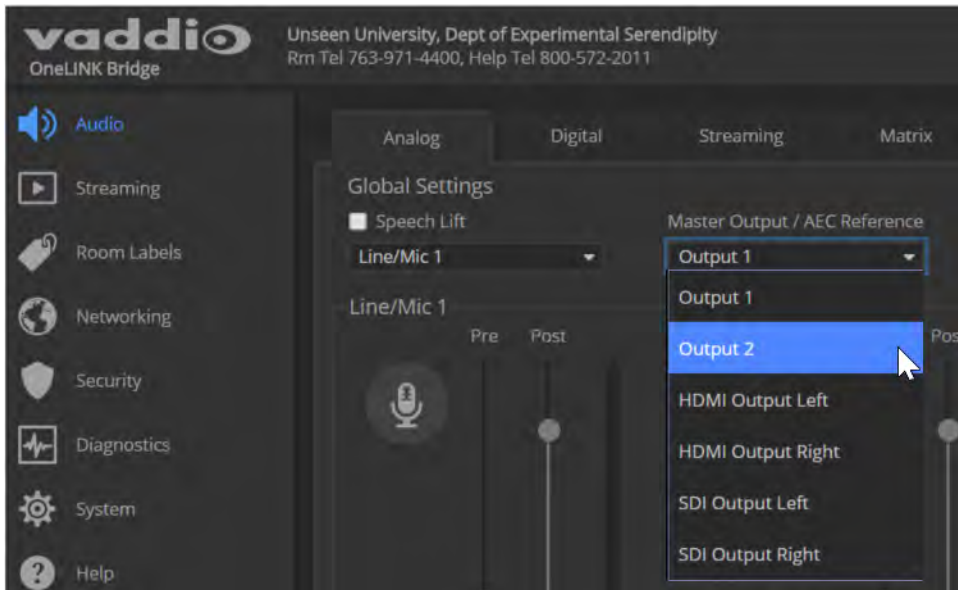 vaddio
OneLINK Bridge
Unseen University, Dept of Experimental Serendipity
Rm Tel 763-971-4400, Help Tel 800-572-2011
Audio
Streaming
Room Labels
Networking
Security
Diagnostics
System
Help
Analog
Digital
Streaming
Matrix
Global Settings
Speech Lift
Line/Mic 1
Master Output / AEC Reference
Output 1
Output 1
Output 2
HDMI Output Left
HDMI Output Right
SDI Output Left
SDI Output Right
Line/Mic 1
Pre Post
Pos